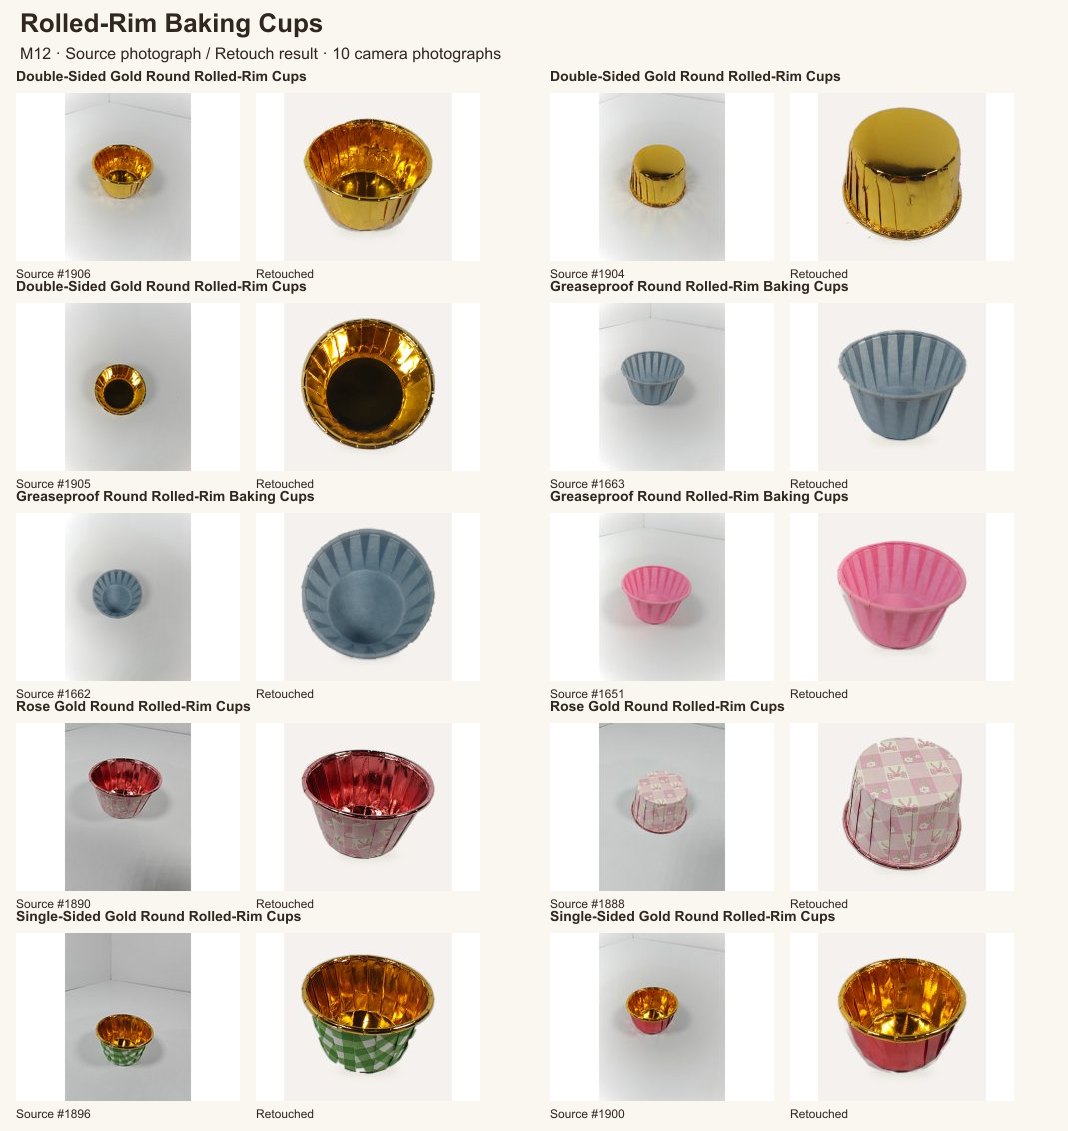 Rolled-Rim Baking Cups
M12 · Source photograph / Retouch result · 10 camera photographs
Double-Sided Gold Round Rolled-Rim Cups
Double-Sided Gold Round Rolled-Rim Cups
Source #1906
Retouched
Source #1904
Retouched
Double-Sided Gold Round Rolled-Rim Cups
Greaseproof Round Rolled-Rim Baking Cups
Source #1905
Retouched
Source #1663
Retouched
Greaseproof Round Rolled-Rim Baking Cups
Greaseproof Round Rolled-Rim Baking Cups
Source #1662
Retouched
Source #1651
Retouched
Rose Gold Round Rolled-Rim Cups
Rose Gold Round Rolled-Rim Cups
Source #1890
Retouched
Source #1888
Retouched
Single-Sided Gold Round Rolled-Rim Cups
Single-Sided Gold Round Rolled-Rim Cups
Source #1896
Retouched
Source #1900
Retouched